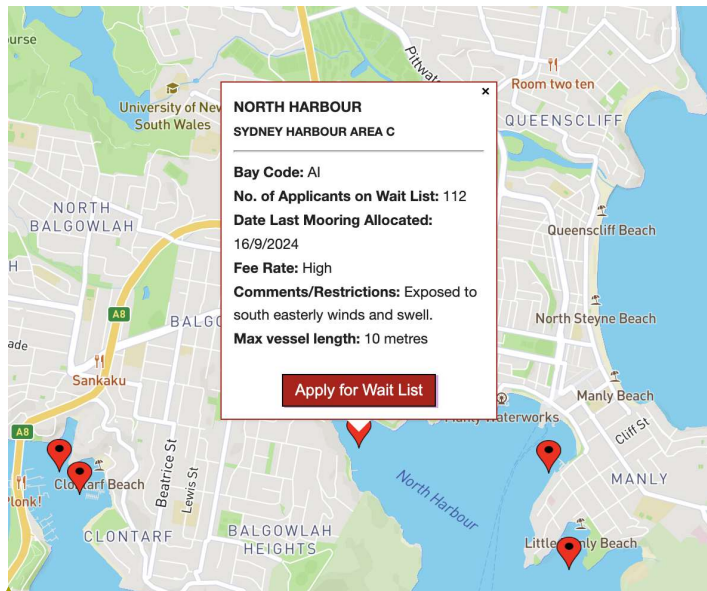 urse
Pittwate
Room two ten
University of New
South Wales
QUEENSCLIFF
×
NORTH HARBOUR
SYDNEY HARBOUR AREA C
Bay Code: AI
No. of Applicants on Wait List: 112
Date Last Mooring Allocated:
16/9/2024
Fee Rate: High
Comments/Restrictions: Exposed to
south easterly winds and swell.
Max vessel length: 10 metres
Apply for Wait List
NORTH
BALGOWLAH
Queenscliff Beach
H
A8
BALGO
North Steyne Beach
ade
Sankaku
Manly Beach
Manly Waterworks
Cliff St
A8
Beatrice St
Lewis St
Clontarf Beach
Plonk!
North Harbour
MANLY
CLONTARF
BALGOWLAH
HEIGHTS
Little Manly Beach